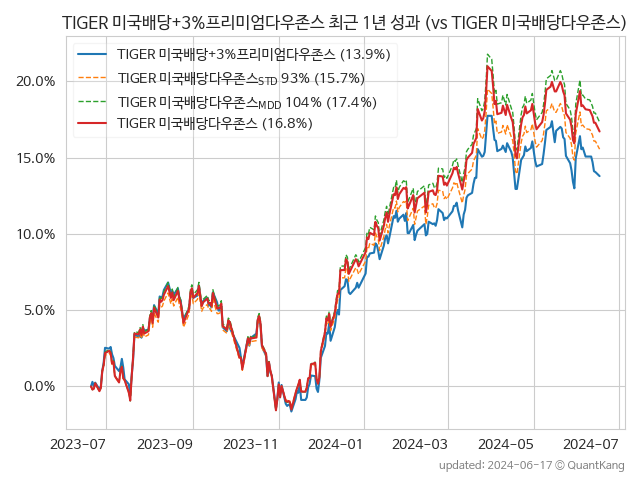 TIGER 미국배당+3%프리미엄다우존스 최근 1년 성과 (vs TIGER 미국배당다우존스)
TIGER 미국배당+3%프리미엄다우존스 (13.9%)
TIGER 미국배당다우존스STD 93% (15.7%)
TIGER 미국배당다우존스MDD 104% (17.4%)
TIGER 미국배당다우존스 (16.8%)
20.0%
15.0%
10.0%
5.0%
0.0%
2023-07 2023-09 2023-11 2024-01 2024-03 2024-05 2024-07
updated: 2024-06-17 © QuantKang